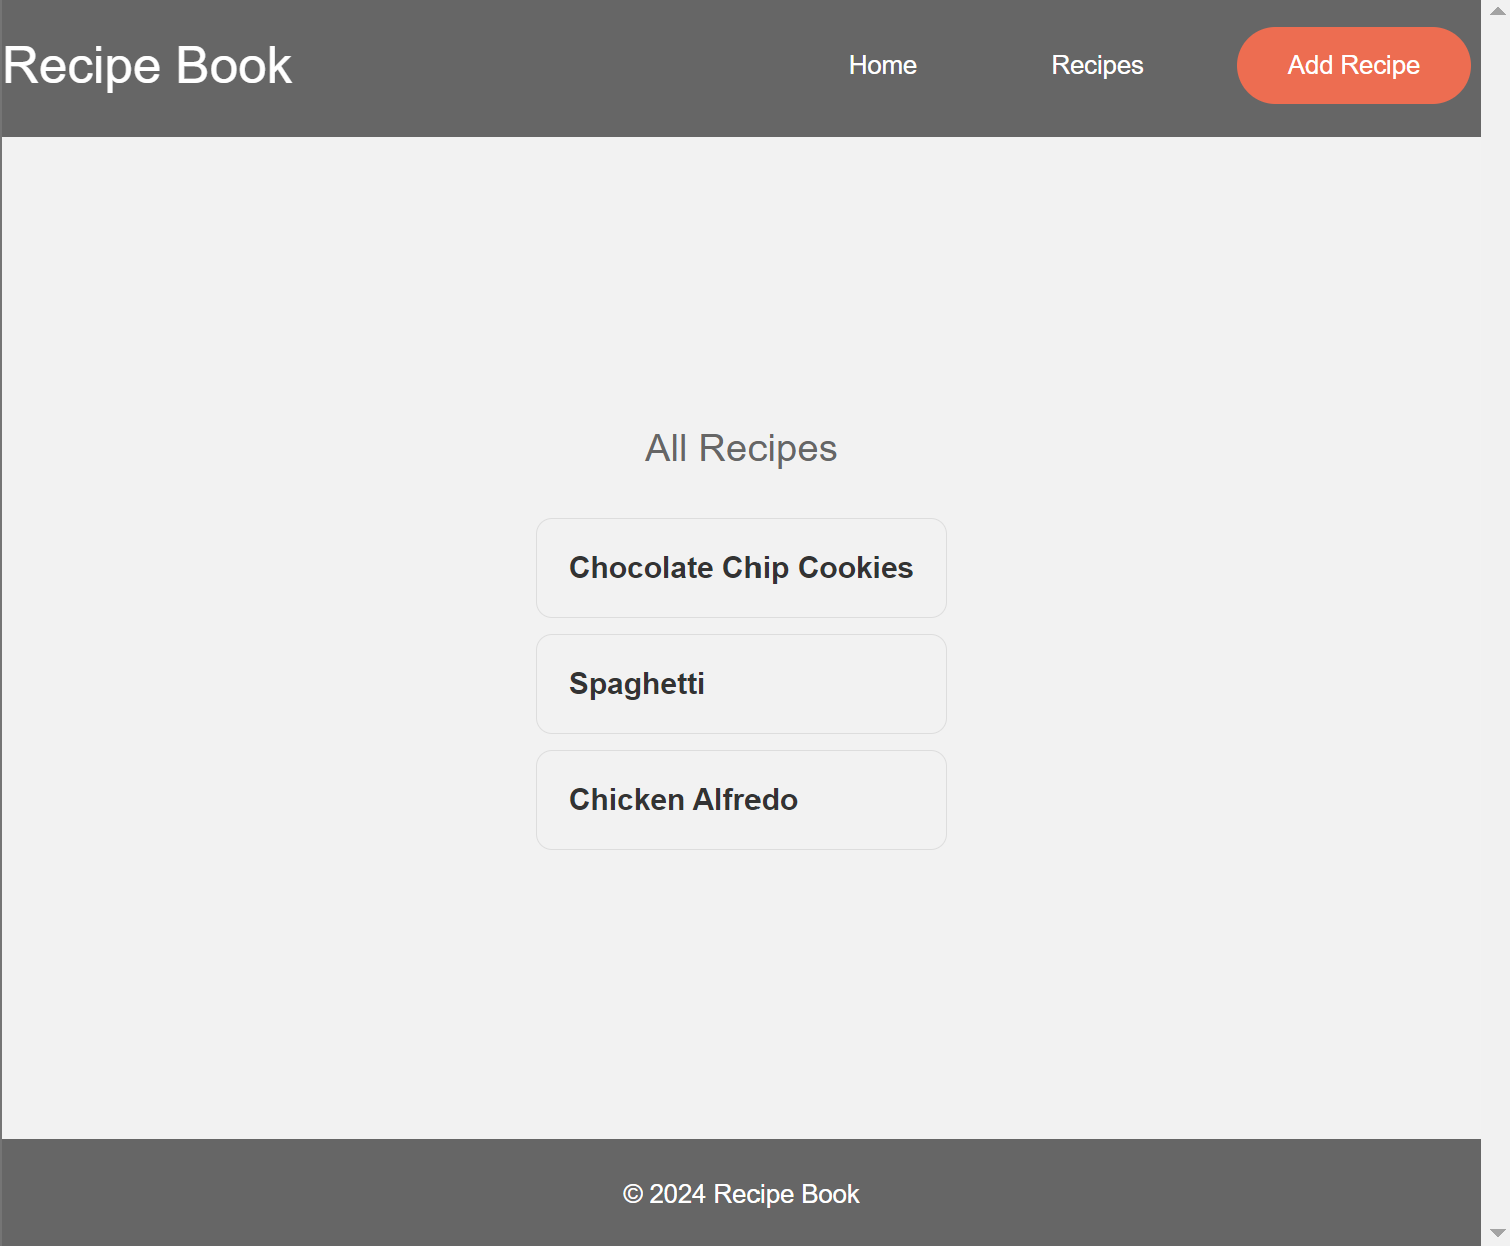 Recipe Book
Home
Recipes
Add Recipe
All Recipes
Chocolate Chip Cookies
Spaghetti
Chicken Alfredo
© 2024 Recipe Book